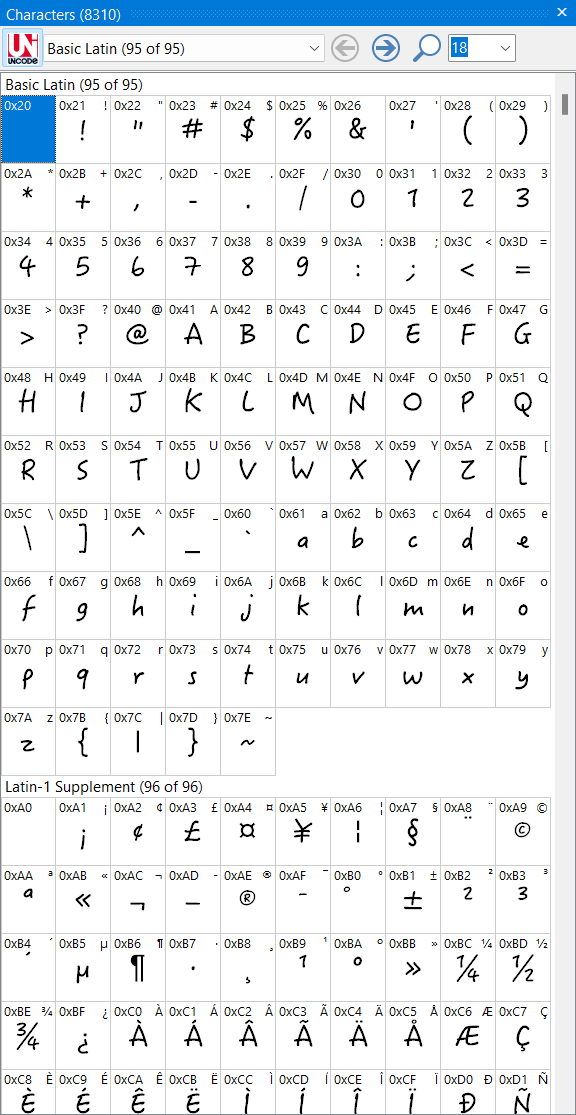 Characters (8310)
UNICODE Basic Latin (95 of 95) 18
Basic Latin (95 of 95)
0x20 0x21 ! 0x22 " 0x23 # 0x24 $ 0x25 % 0x26 0x27 ' 0x28 ( 0x29 )
! " # $ % & ' ( )
0x2A * 0x2B + 0x2C , 0x2D - 0x2E . 0x2F / 0x30 0 0x31 1 0x32 2 0x33 3
* + , - . / 0 1 2 3
0x34 4 0x35 5 0x36 6 0x37 7 0x38 8 0x39 9 0x3A : 0x3B ; 0x3C < 0x3D =
4 5 6 7 8 9 : ; < =
0x3E > 0x3F ? 0x40 @ 0x41 A 0x42 B 0x43 C 0x44 D 0x45 E 0x46 F 0x47 G
> ? @ A B C D E F G
0x48 H 0x49 I 0x4A J 0x4B K 0x4C L 0x4D M 0x4E N 0x4F O 0x50 P 0x51 Q
H I J K L M N O P Q
0x52 R 0x53 S 0x54 T 0x55 U 0x56 V 0x57 W 0x58 X 0x59 Y 0x5A Z 0x5B [
R S T U V W X Y Z [
0x5C \ 0x5D ] 0x5E ^ 0x5F _ 0x60 ` 0x61 a 0x62 b 0x63 c 0x64 d 0x65 e
\ ] ^ _ ` a b c d e
0x66 f 0x67 g 0x68 h 0x69 i 0x6A j 0x6B k 0x6C l 0x6D m 0x6E n 0x6F o
f g h i j k l m n o
0x70 p 0x71 q 0x72 r 0x73 s 0x74 t 0x75 u 0x76 v 0x77 w 0x78 x 0x79 y
p q r s t u v w x y
0x7A z 0x7B { 0x7C | 0x7D } 0x7E ~
z { | } ~
Latin-1 Supplement (96 of 96)
0xA0 0xA1 ¡ 0xA2 ¢ 0xA3 £ 0xA4 ¤ 0xA5 ¥ 0xA6 ¦ 0xA7 § 0xA8 ¨ 0xA9 ©
¡ ¢ £ ¤ ¥ ¦ § ¨ ©
0xAA ª 0xAB « 0xAC ¬ 0xAD - 0xAE ® 0xAF ¯ 0xB0 ° 0xB1 ± 0xB2 ² 0xB3 ³
ª « ¬ - ® ¯ ° ± ² ³
0xB4 ´ 0xB5 µ 0xB6 ¶ 0xB7 · 0xB8 ¸ 0xB9 ¹ 0xBA º 0xBB » 0xBC ¼ 0xBD ½
´ µ ¶ · ¸ ¹ º » ¼ ½
0xBE ¾ 0xBF ¿ 0xC0 À 0xC1 Á 0xC2 Â 0xC3 Ã 0xC4 Ä 0xC5 Å 0xC6 Æ 0xC7 Ç
¾ ¿ À Á Â Ã Ä Å Æ Ç
0xC8 È 0xC9 É 0xCA Ê 0xCB Ë 0xCC Ì 0xCD Í 0xCE Î 0xCF Ï 0xD0 Ð 0xD1 Ñ
È É Ê Ë Ì Í Î Ï Ð Ñ